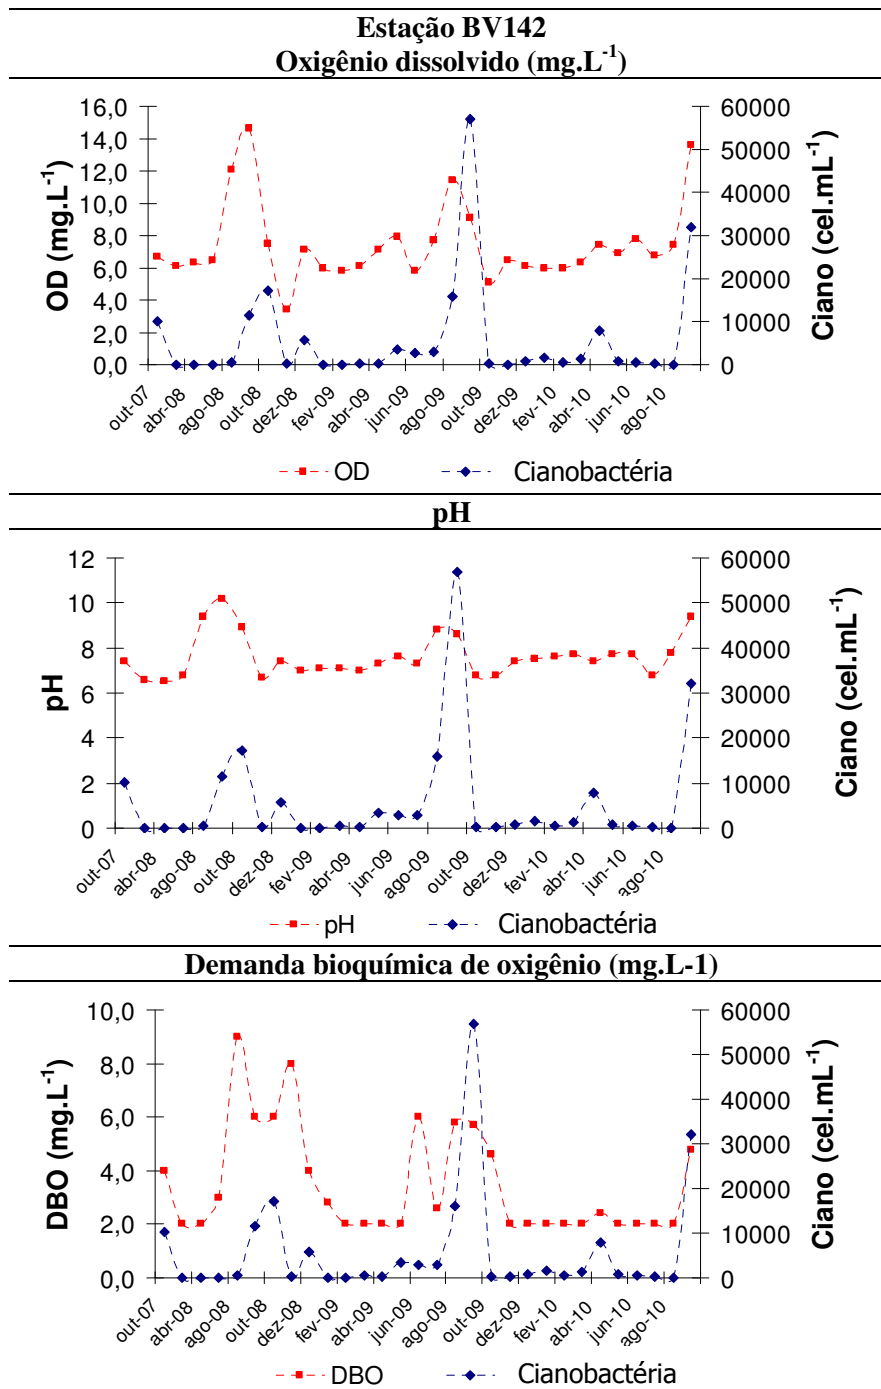 Estação BV142
Oxigênio dissolvido (mg.L-1)
16,0
14,0
12,0
10,0
8,0
6,0
4,0
2,0
0,0
OD (mg.L-1)
60000
50000
40000
30000
20000
10000
0
Ciano (cel.mL-1)
out-07
abr-08
ago-08
out-08
dez-08
fev-09
abr-09
jun-09
ago-09
out-09
dez-09
fev-10
abr-10
jun-10
ago-10
OD
Cianobactéria
pH
12
10
8
6
4
2
0
pH
60000
50000
40000
30000
20000
10000
0
Ciano (cel.mL-1)
out-07
abr-08
ago-08
out-08
dez-08
fev-09
abr-09
jun-09
ago-09
out-09
dez-09
fev-10
abr-10
jun-10
ago-10
pH
Cianobactéria
Demanda bioquímica de oxigênio (mg.L-1)
10,0
8,0
6,0
4,0
2,0
0,0
DBO (mg.L-1)
60000
50000
40000
30000
20000
10000
0
Ciano (cel.mL-1)
out-07
abr-08
ago-08
out-08
dez-08
fev-09
abr-09
jun-09
ago-09
out-09
dez-09
fev-10
abr-10
jun-10
ago-10
DBO
Cianobactéria